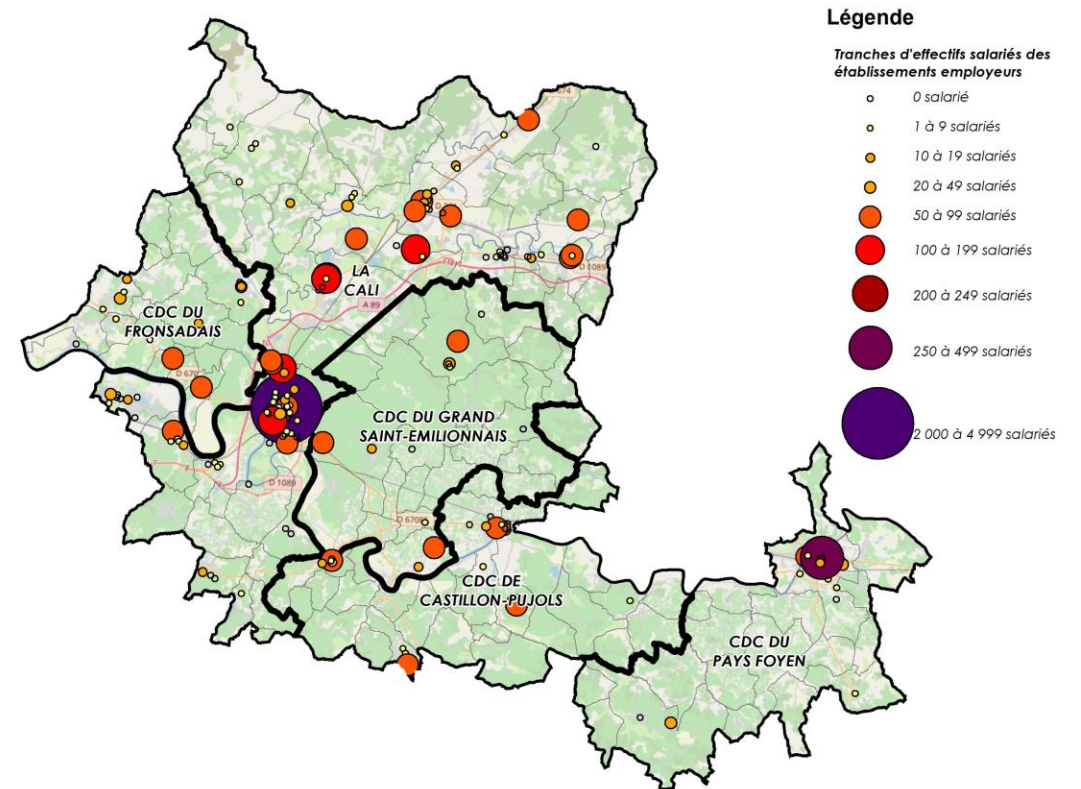 Légende
Tranches d'effectifs salariés des
établissements employeurs
0 salarié
1 à 9 salariés
10 à 19 salariés
20 à 49 salariés
50 à 99 salariés
100 à 199 salariés
200 à 249 salariés
250 à 499 salariés
2 000 à 4 999 salariés
LA
CALI
A 89
D 1089
CDC DU
FRONSADAIS
D 670
CDC DU GRAND
SAINT-EMILIONNAIS
D 1089
CDC DE
CASTILLON-PUJOLS
CDC DU
PAYS FOYEN